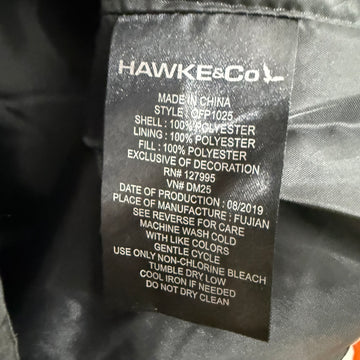 HAWKE&Co
MADE IN CHINA
STYLE : OFP1025
SHELL : 100% POLYESTER
LINING : 100% POLYESTER
FILL : 100% POLYESTER
EXCLUSIVE OF DECORATION
RN# 127995
VN# DM25
DATE OF PRODUCTION : 08/2019
PLACE OF MANUFACTURE : FUJIAN
SEE REVERSE FOR CARE
MACHINE WASH COLD
WITH LIKE COLORS
GENTLE CYCLE
USE ONLY NON-CHLORINE BLEACH
TUMBLE DRY LOW
COOL IRON IF NEEDED
DO NOT DRY CLEAN